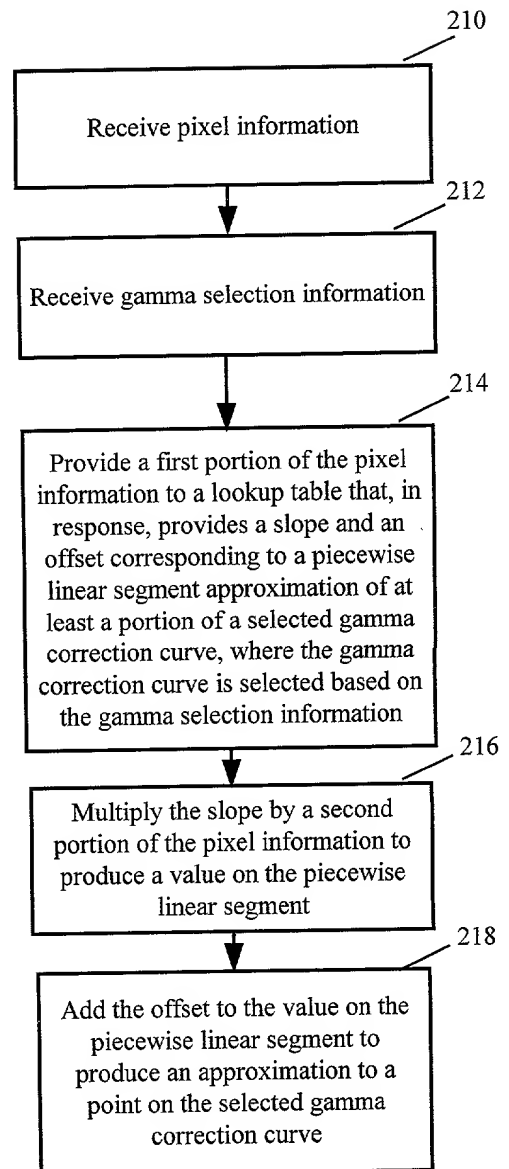 210
Receive pixel information
212
Receive gamma selection information
214
Provide a first portion of the pixel
information to a lookup table that, in
response, provides a slope and an
offset corresponding to a piecewise
linear segment approximation of at
least a portion of a selected gamma
correction curve, where the gamma
correction curve is selected based on
the gamma selection information
216
Multiply the slope by a second
portion of the pixel information to
produce a value on the piecewise
linear segment
218
Add the offset to the value on the
piecewise linear segment to
produce an approximation to a
point on the selected gamma
correction curve